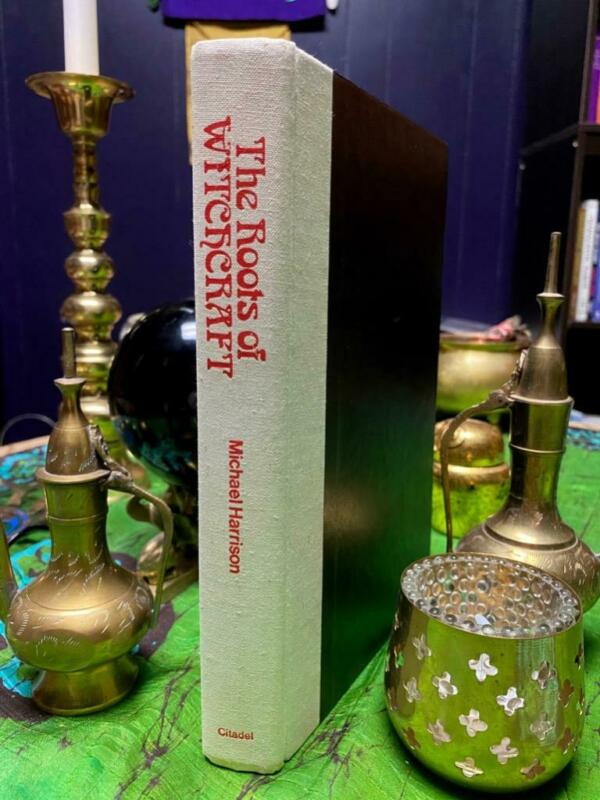 The Roots of
WITCHCRAFT
Michael Harrison
Citadel